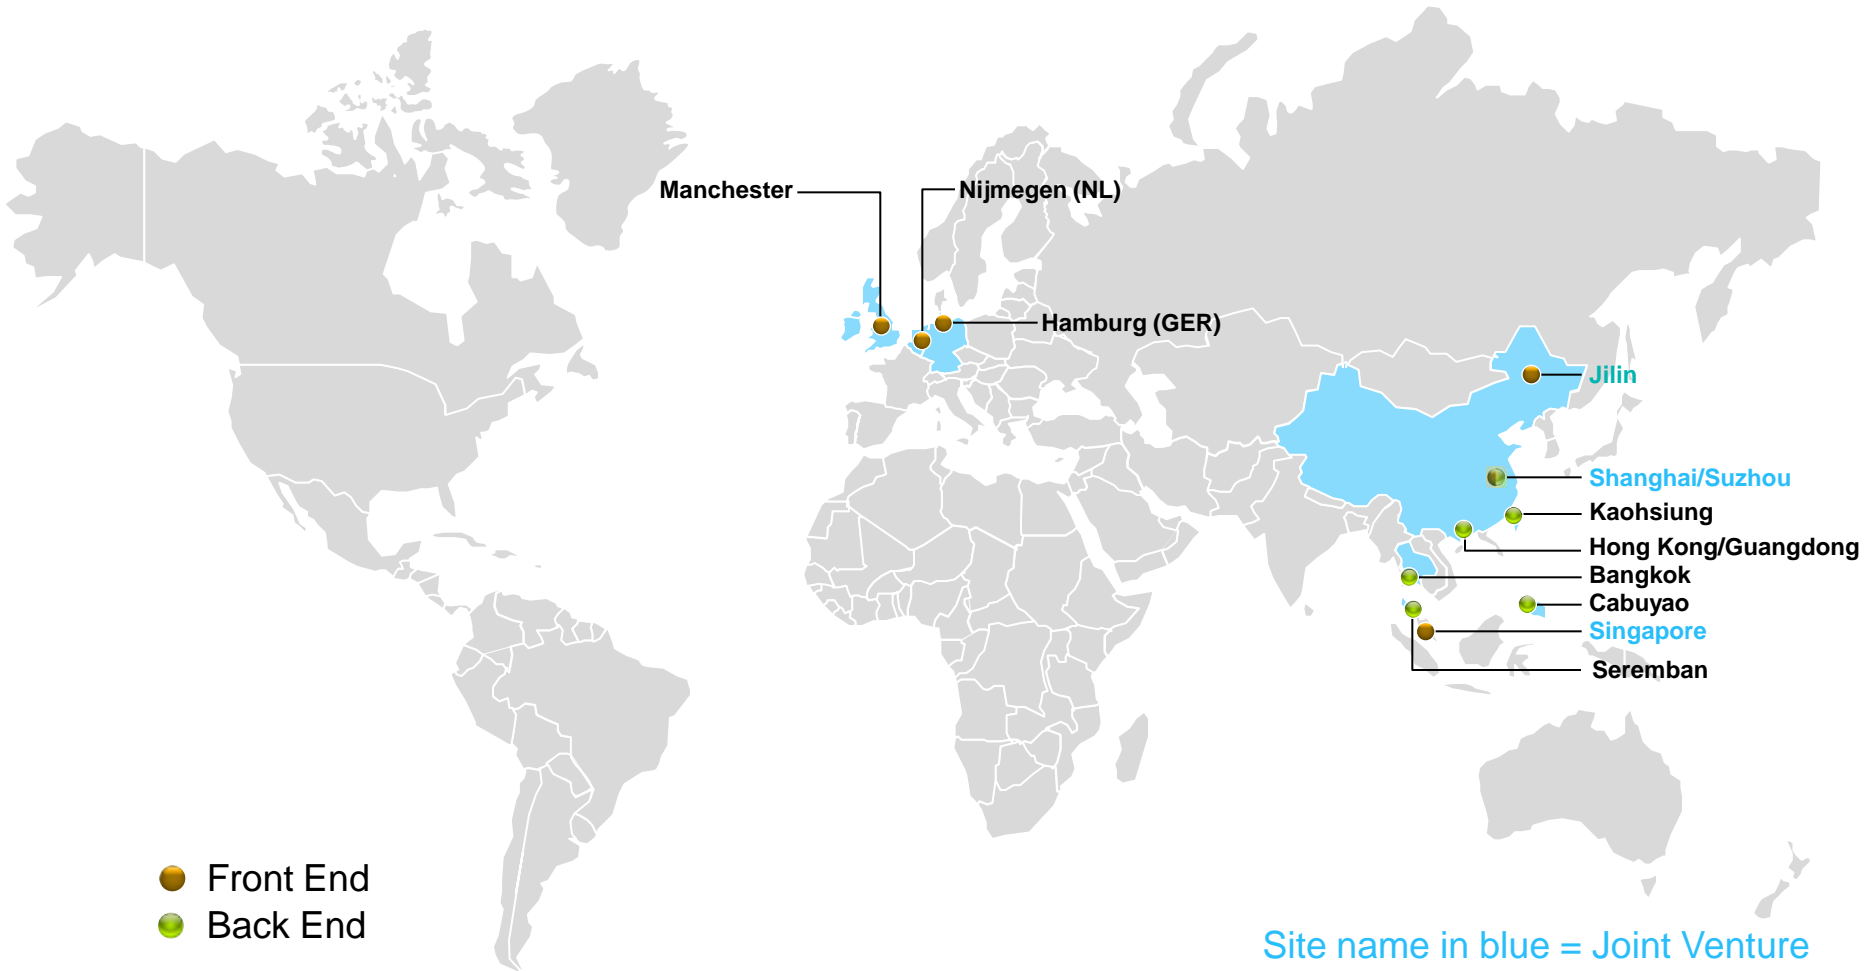 Manchester
Nijmegen (NL)
Hamburg (GER)
Jilin
Shanghai/Suzhou
Kaohsiung
Hong Kong/Guangdong
Bangkok
Cabuyao
Singapore
Seremban
Front End
Back End
Site name in blue = Joint Venture